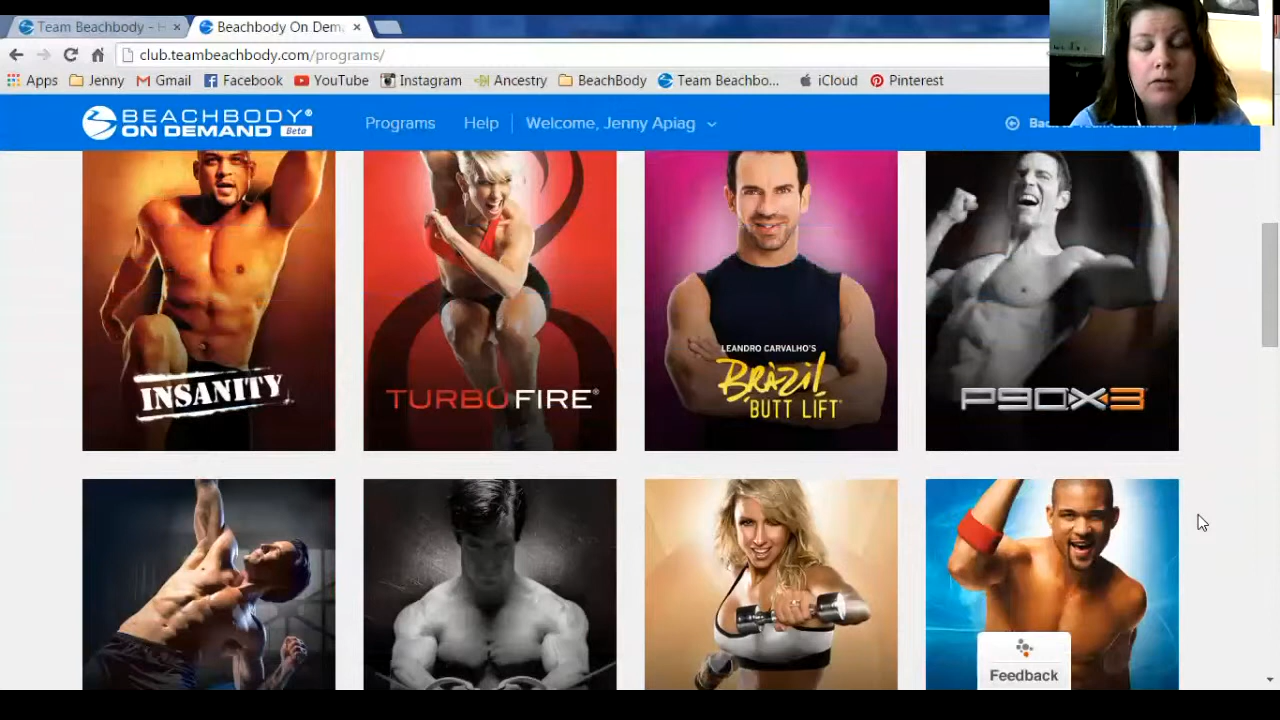 Team Beachbody - H
Beachbody On Dem
club.teambeachbody.com/programs/
Apps Jenny Gmail Facebook YouTube Instagram Ancestry BeachBody Team Beachbo... iCloud Pinterest
BEACHBODY®
ON DEMAND Beta
Programs Help Welcome, Jenny Apiag
INSANITY
TURBO FIRE®
LEANDRO CARVALHO'S
BRAZIL
BUTT LIFT®
P90X3
Feedback